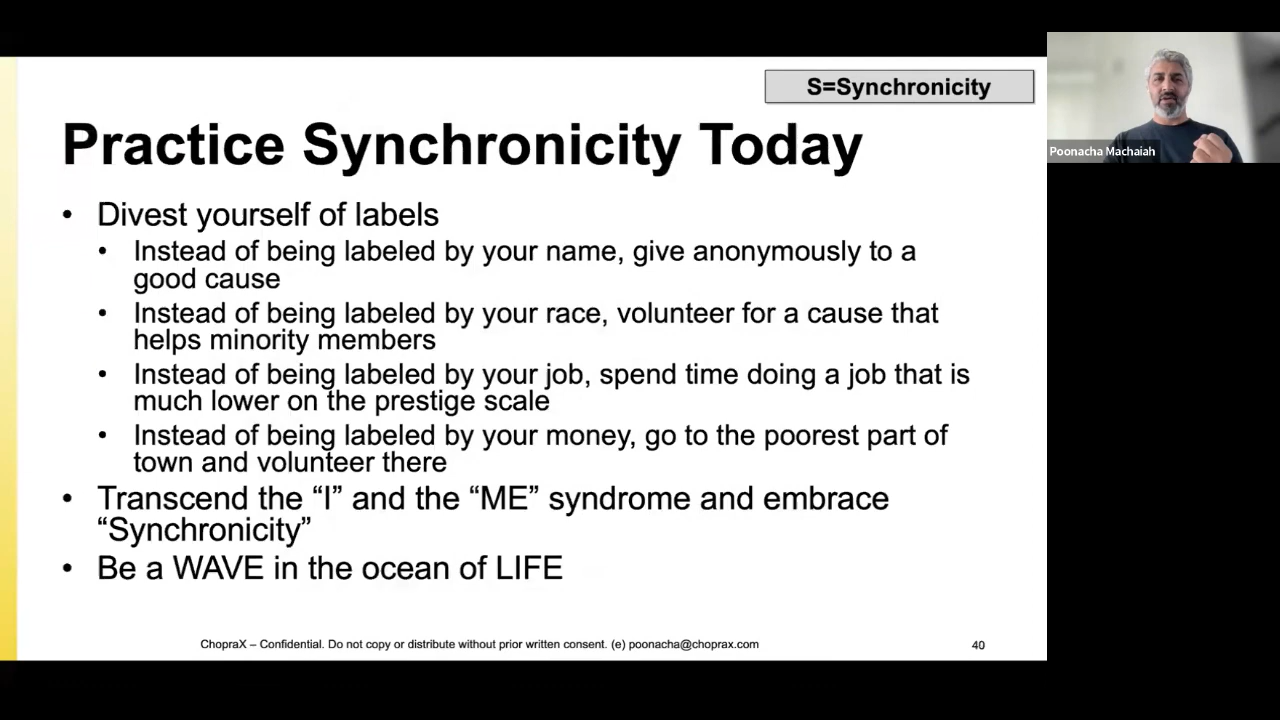 S=Synchronicity
Practice Synchronicity Today
• Divest yourself of labels
• Instead of being labeled by your name, give anonymously to a
good cause
• Instead of being labeled by your race, volunteer for a cause that
helps minority members
• Instead of being labeled by your job, spend time doing a job that is
much lower on the prestige scale
• Instead of being labeled by your money, go to the poorest part of
town and volunteer there
• Transcend the “I” and the “ME” syndrome and embrace
“Synchronicity”
• Be a WAVE in the ocean of LIFE
ChopraX – Confidential. Do not copy or distribute without prior written consent. (e) poonacha@choprax.com
40
Poonacha Machaiah